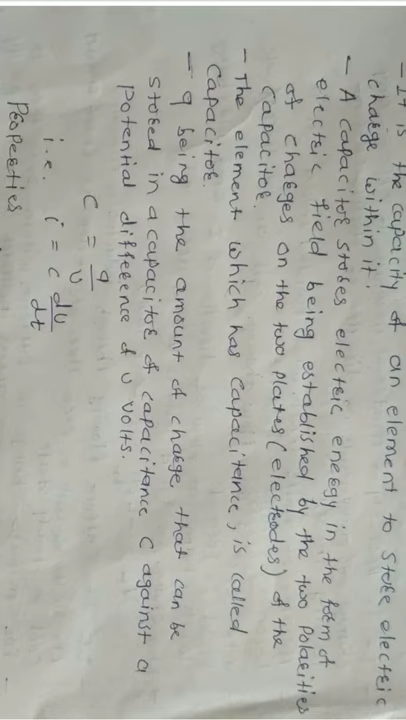 - It is the capacity of an element to store electric
charge within it.
- A capacitor stores electric energy in the form of
electric field being established by the two polarities
of charges on the two plates (electrodes) of the
capacitor.
- The element which has capacitance, is called
Capacitor.
- q being the amount of charge that can be
stored in a capacitor of capacitance C against a
potential difference of v volts.
C = q/v
i.e. i = c dv/dt
Properties